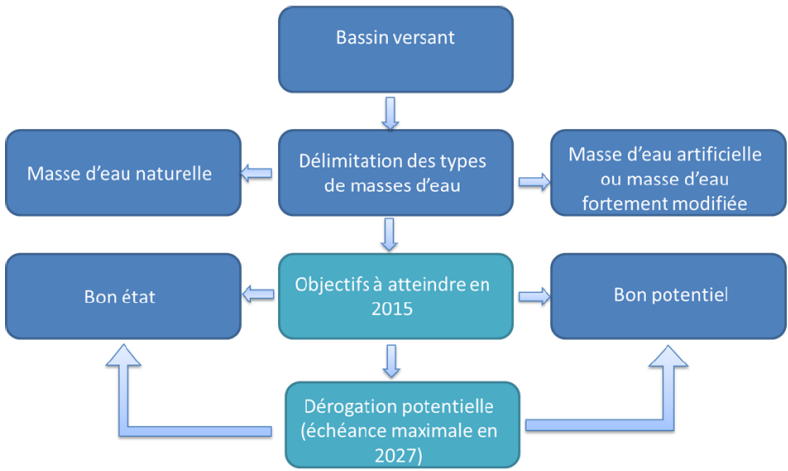 Bassin versant
Masse d'eau naturelle
Délimitation des types
de masses d'eau
Masse d'eau artificielle
ou masse d'eau
fortement modifiée
Bon état
Objectifs à atteindre en
2015
Bon potentiel
Dérogation potentielle
(échéance maximale en
2027)